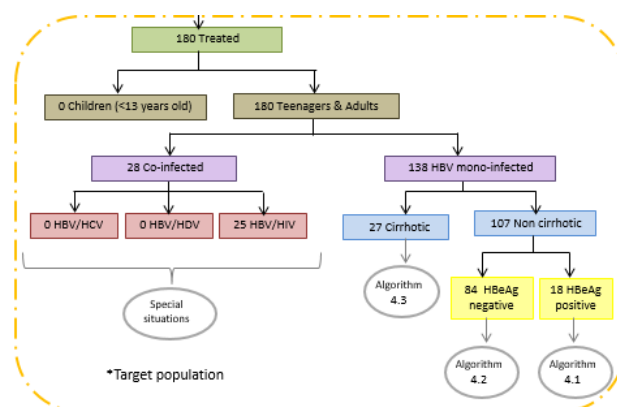 180 Treated
0 Children (<13 years old)
180 Teenagers & Adults
28 Co-infected
138 HBV mono-infected
0 HBV/HCV
0 HBV/HDV
25 HBV/HIV
27 Cirrhotic
107 Non cirrhotic
Special
situations
Algorithm
4.3
84 HBeAg
negative
18 HBeAg
positive
Algorithm
4.2
Algorithm
4.1
*Target population